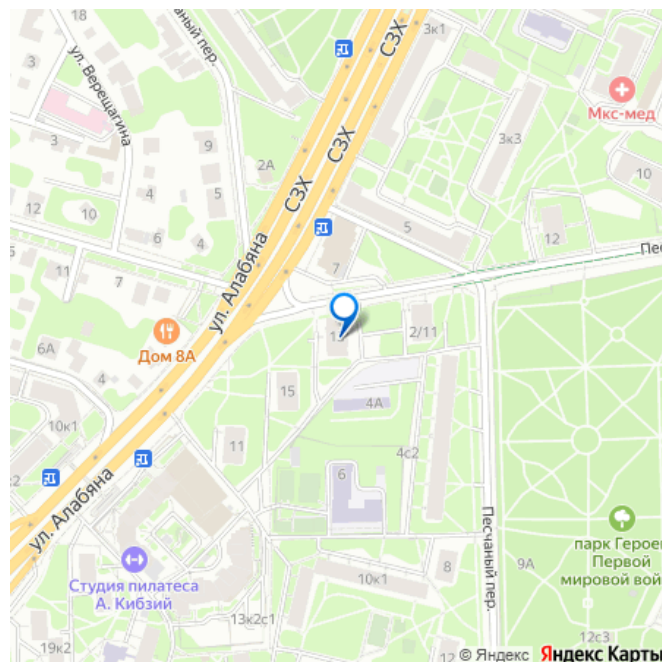 18
3
ул. Верещагина
Песчаный пер.
СЗХ
3к1
Мкс-мед
3
9
2А
СЗХ
3к3
10
4
5
12
10
СЗХ
5
12
6
4
ул. Алабяна
11
7
7
Дом 8А
2/11
6А
4
15
4А
10к1
11
4с2
6
ул. Алабяна
Песчаный пер.
парк Героев
Первой
мировой вой
9А
8
Студия пилатеса
А. Кибзий
10к1
13к2с1
19к2
12с3
© Яндекс Яндекс Карты